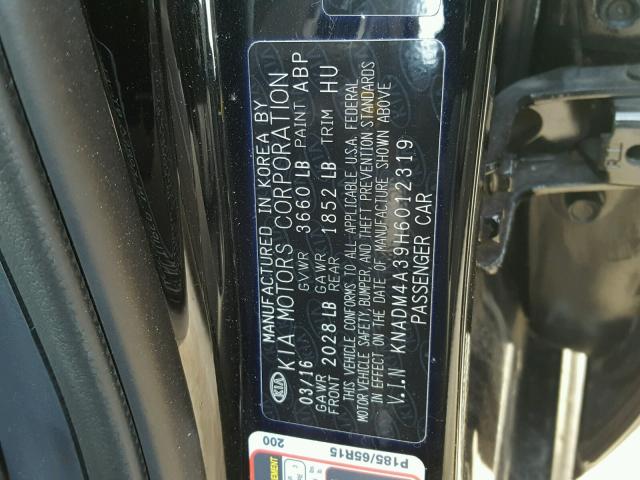 MANUFACTURED IN KOREA BY
KIA KIA MOTORS CORPORATION
03/16 GVWR 3660 LB PAINT ABP
GAWR FRONT 2028 LB GAWR REAR 1852 LB TRIM HU
THIS VEHICLE CONFORMS TO ALL APPLICABLE U.S.A. FEDERAL
MOTOR VEHICLE SAFETY, BUMPER, AND THEFT PREVENTION STANDARDS
IN EFFECT ON THE DATE OF MANUFACTURE SHOWN ABOVE
V.I.N KNADM4A39H6012319
PASSENGER CAR
P185/65R15
200